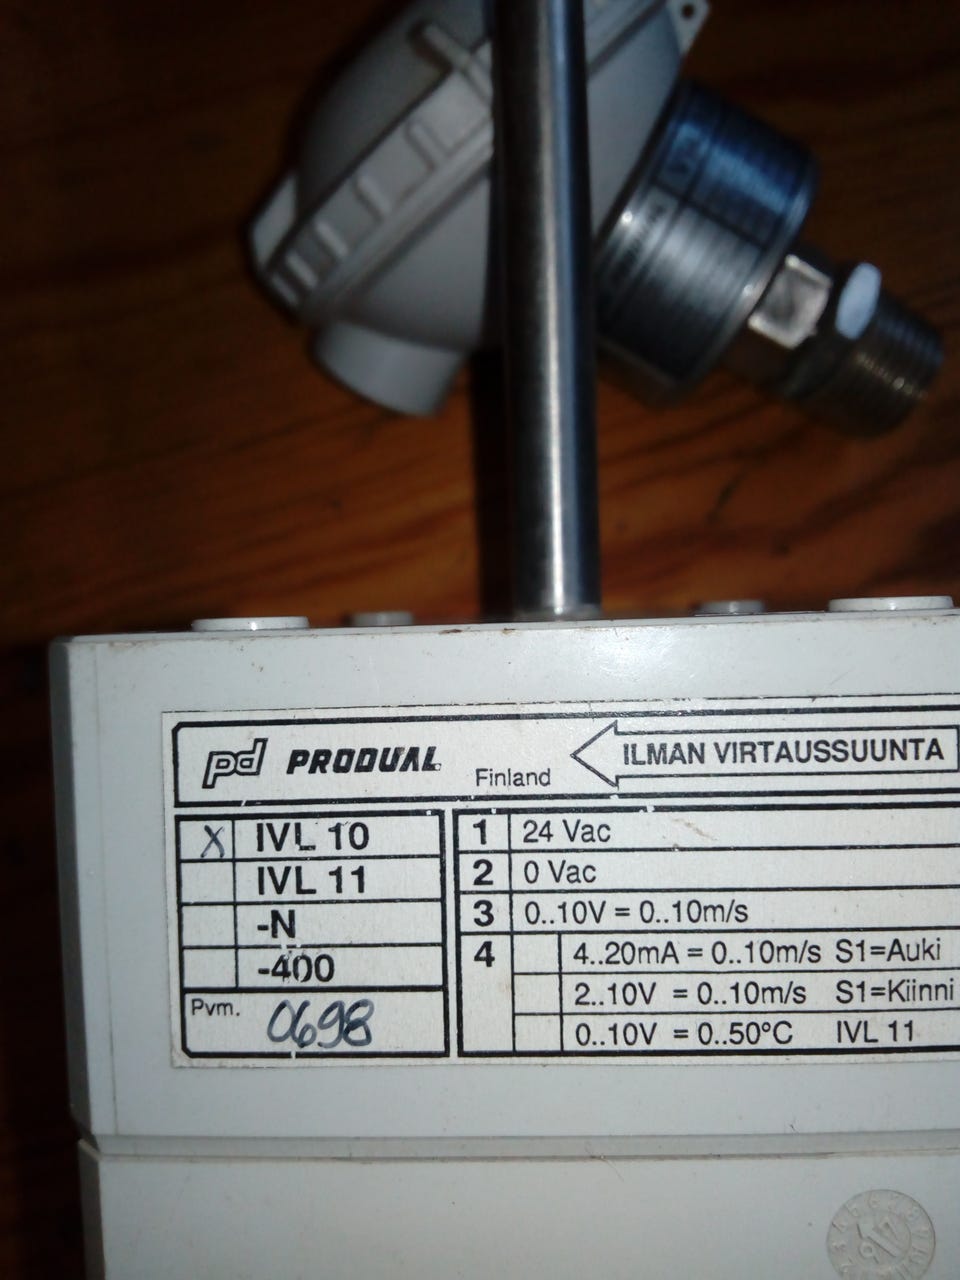 pd PRODUAL Finland
ILMAN VIRTAUSSUUNTA
X IVL 10
IVL 11
-N
-400
Pvm. 0698
1 24 Vac
2 0 Vac
3 0..10V = 0..10m/s
4 4..20mA = 0..10m/s S1=Auki
2..10V = 0..10m/s S1=Kiinni
0..10V = 0..50°C IVL 11